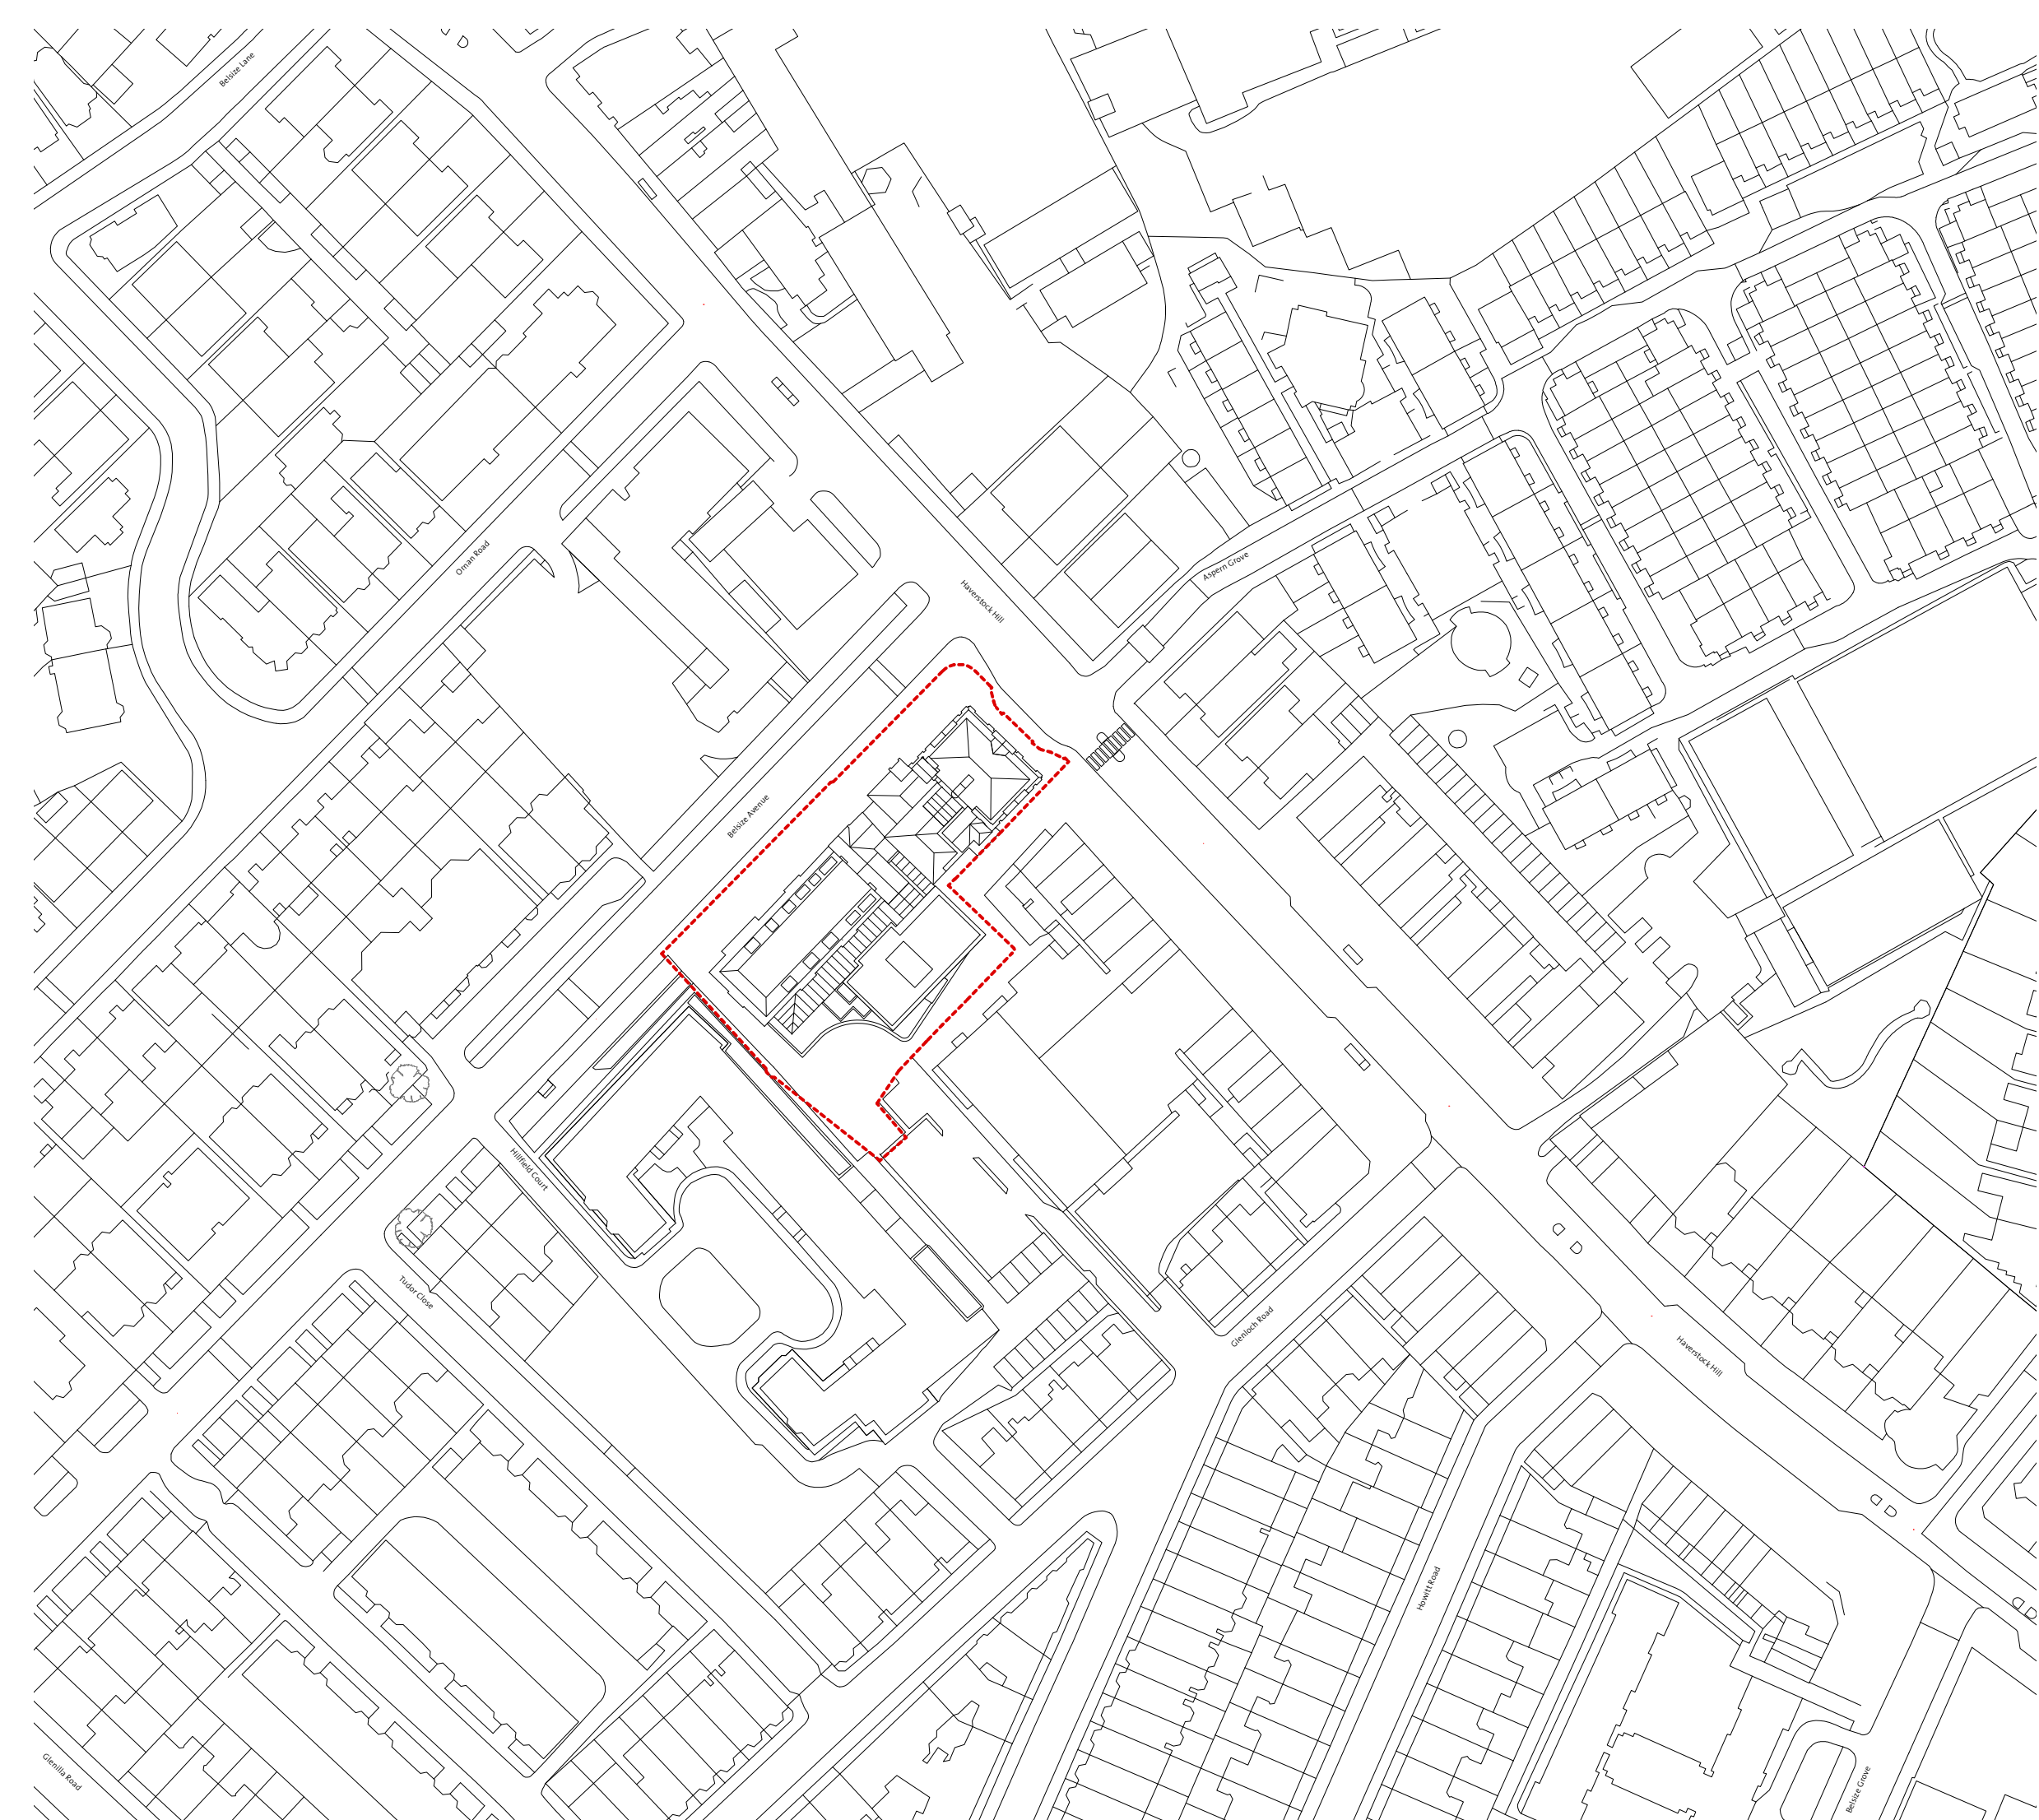 Belsize Lane
Ornan Road
Haverstock Hill
Aspern Grove
Belsize Avenue
Hillfield Court
Tudor Close
Glenloch Road
Haverstock Hill
Howitt Road
Glenilla Road
Belsize Grove